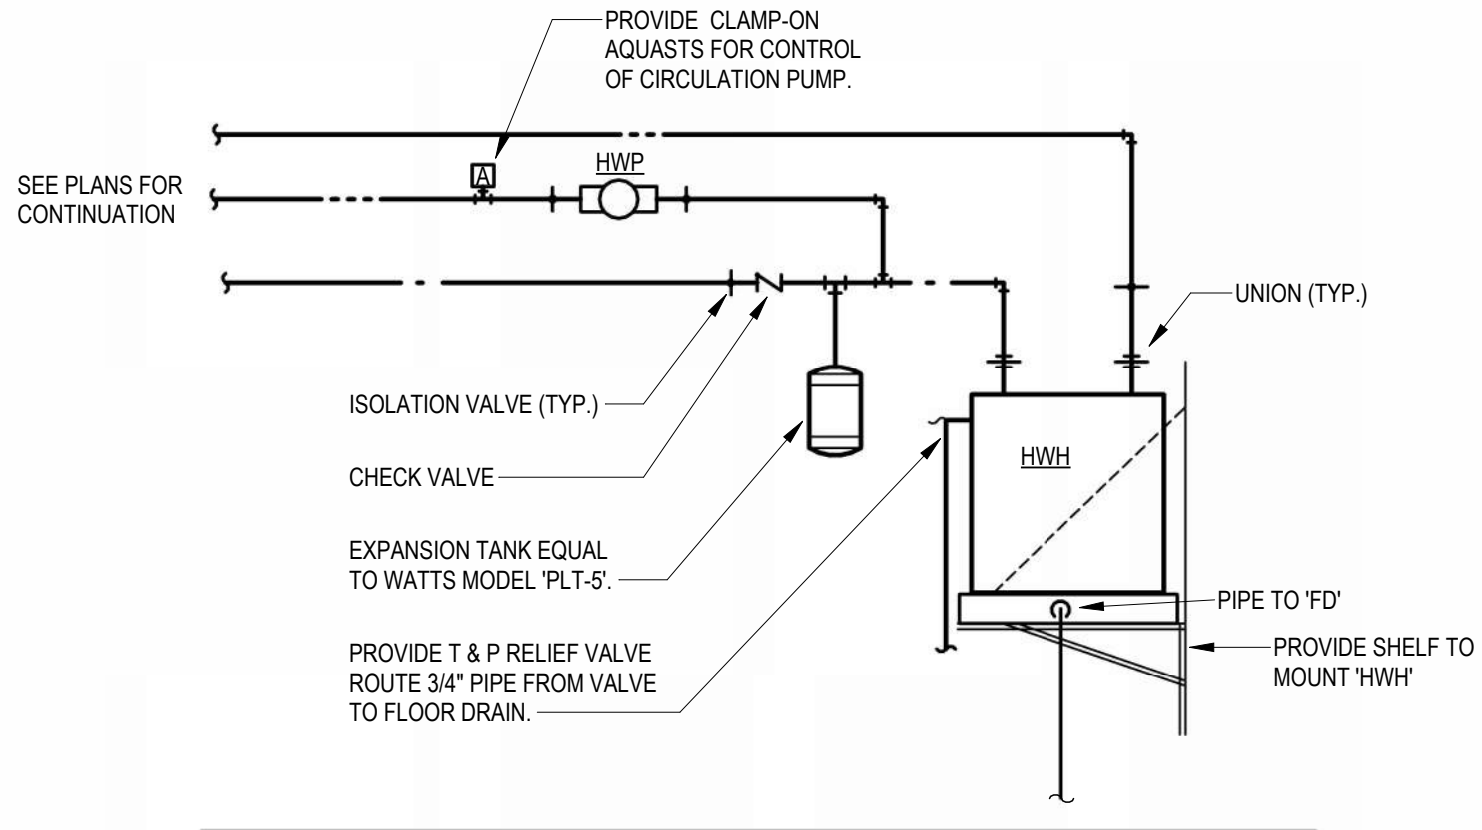 PROVIDE CLAMP-ON
AQUASTS FOR CONTROL
OF CIRCULATION PUMP.
HWP
A
SEE PLANS FOR
CONTINUATION
UNION (TYP.)
ISOLATION VALVE (TYP.)
HWH
CHECK VALVE
EXPANSION TANK EQUAL
TO WATTS MODEL 'PLT-5'.
PIPE TO 'FD'
PROVIDE SHELF TO
MOUNT 'HWH'
PROVIDE T & P RELIEF VALVE
ROUTE 3/4" PIPE FROM VALVE
TO FLOOR DRAIN.